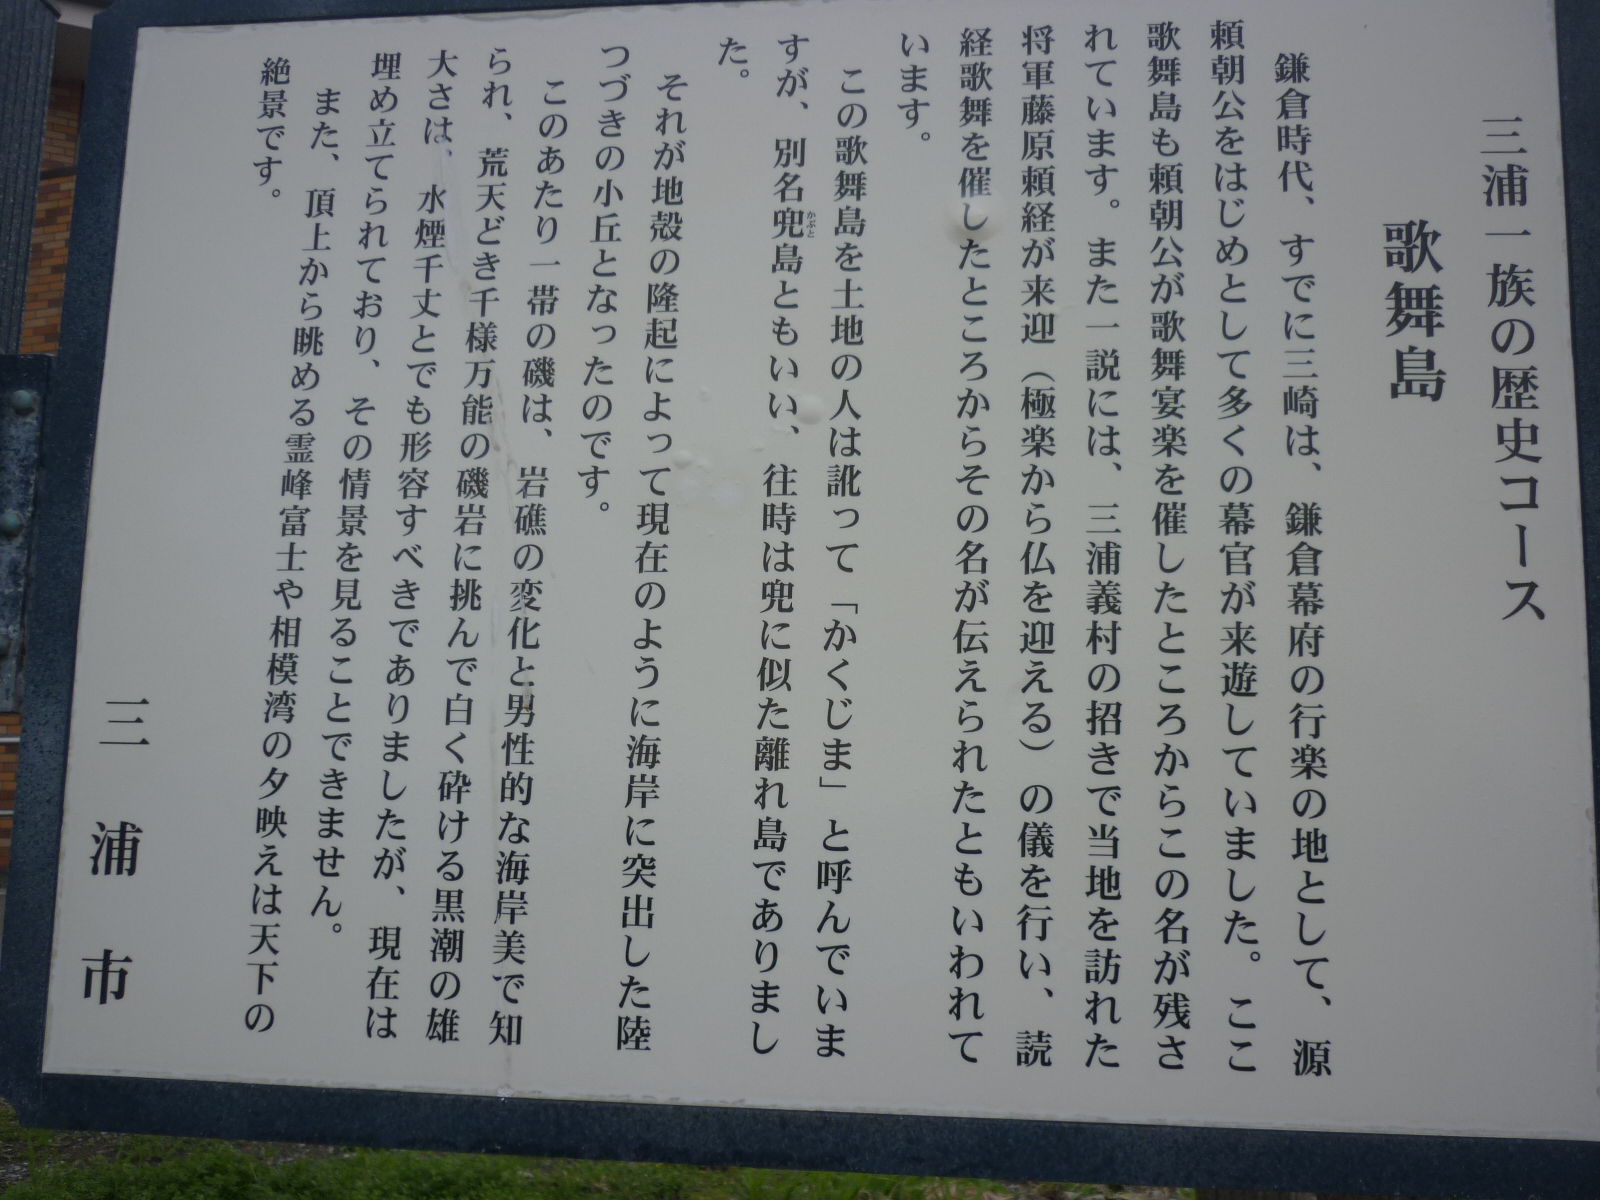 三浦一族の歴史コース
歌舞島
鎌倉時代、すでに三崎は、鎌倉幕府の行楽の地として、源
頼朝公をはじめとして多くの幕官が来遊していました。ここ
歌舞島も頼朝公が歌舞宴楽を催したところからこの名が残さ
れています。また一説には、三浦義村の招きで当地を訪れた
将軍藤原頼経が来迎（極楽から仏を迎える）の儀を行い、読
経歌舞を催したところからその名が伝えられたともいわれて
います。
この歌舞島を土地の人は訛って「かくじま」と呼んでいま
すが、別名兜島ともいい、往時は兜に似た離れ島でありまし
かぶと
た。
それが地殻の隆起によって現在のように海岸に突出した陸
つづきの小丘となったのです。
このあたり一帯の磯は、岩礁の変化と男性的な海岸美で知
られ、荒天どき千様万能の磯岩に挑んで白く砕ける黒潮の雄
大さは、水煙千丈とでも形容すべきでありましたが、現在は
埋め立てられており、その情景を見ることできません。
また、頂上から眺める霊峰富士や相模湾の夕映えは天下の
絶景です。
三浦市